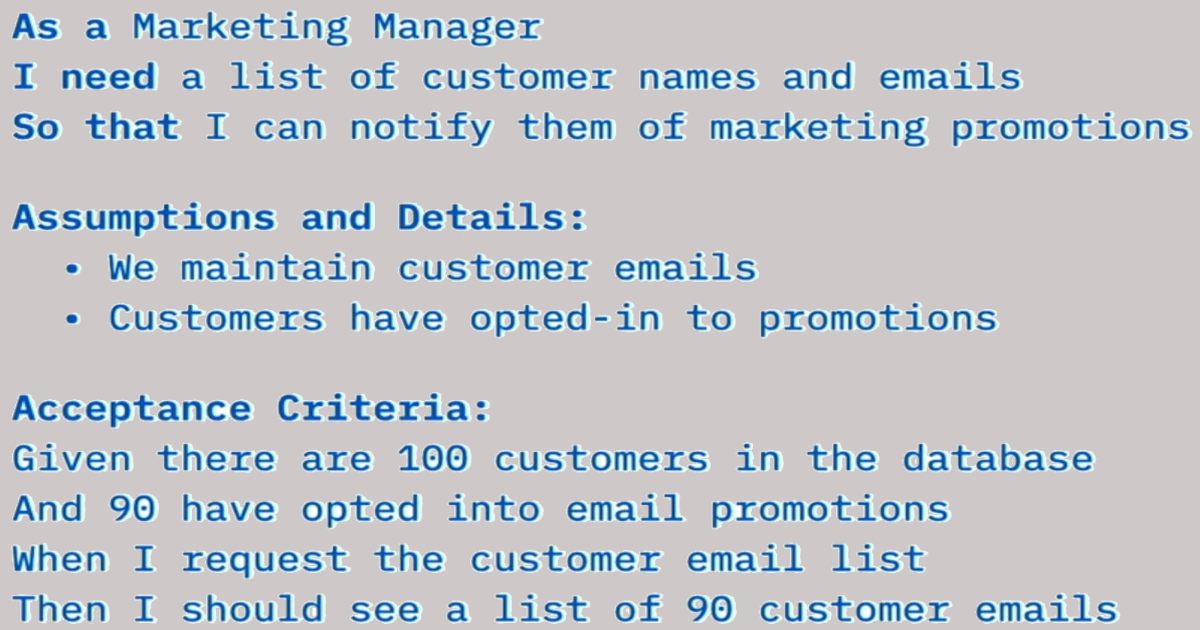 As a Marketing Manager
I need a list of customer names and emails
So that I can notify them of marketing promotions
Assumptions and Details:
• We maintain customer emails
• Customers have opted-in to promotions
Acceptance Criteria:
Given there are 100 customers in the database
And 90 have opted into email promotions
When I request the customer email list
Then I should see a list of 90 customer emails